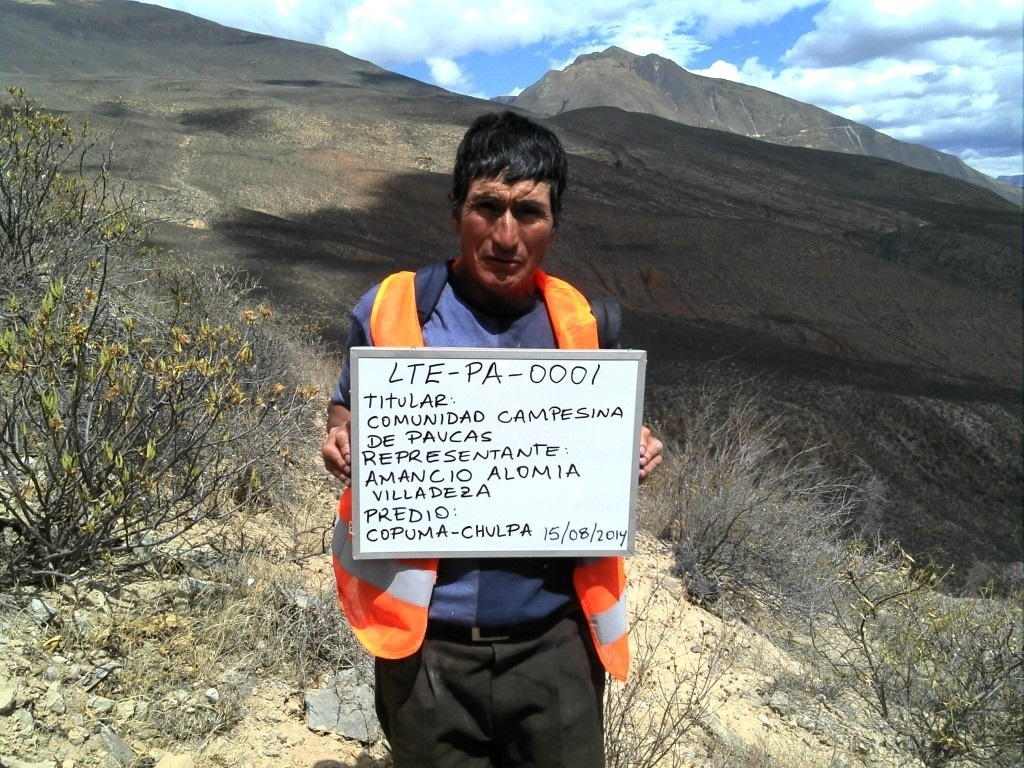 LTE-PA-0001
TITULAR:
COMUNIDAD CAMPESINA
DE PAUCAS
REPRESENTANTE:
AMANCIO ALOMIA
VILLADEZA
PREDIO:
COPUMA-CHULPA 15/08/2014